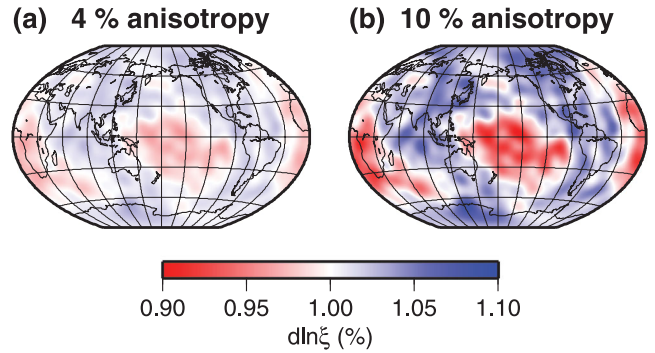 (a) 4 % anisotropy (b) 10 % anisotropy
0.90 0.95 1.00 1.05 1.10
dlnξ (%)